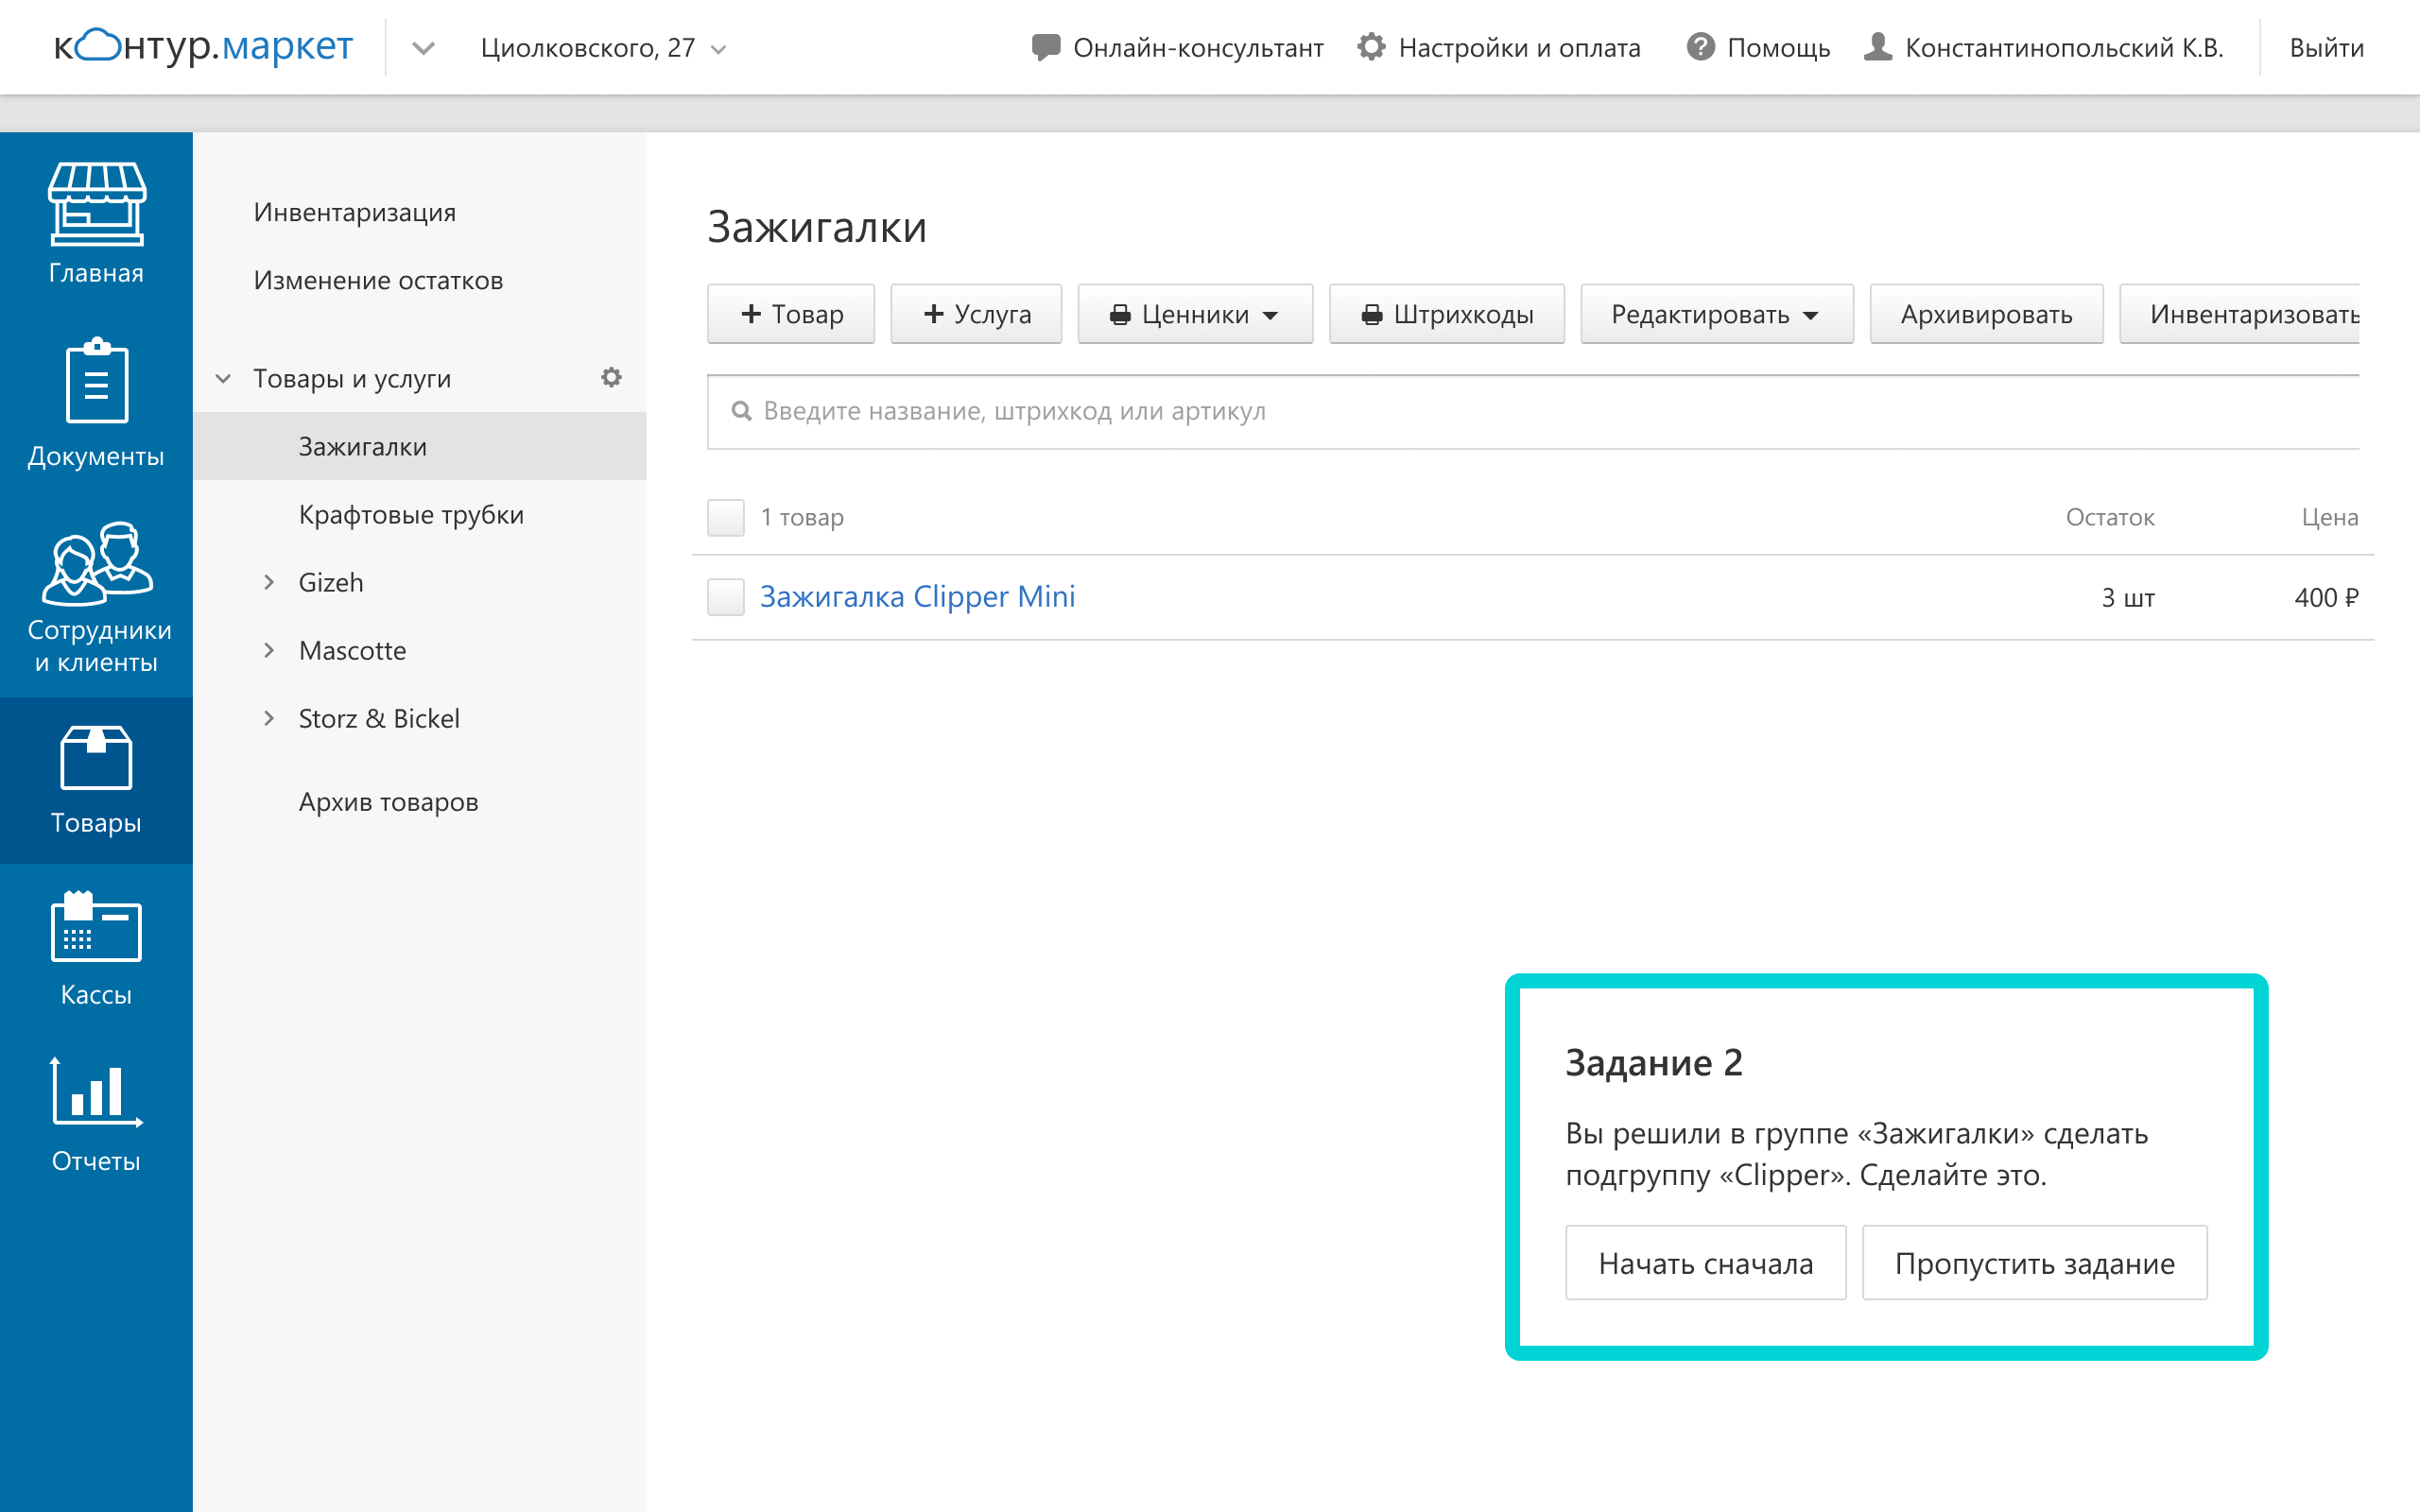 контур.маркет
Циолковского, 27
Онлайн-консультант
Настройки и оплата
Помощь
Константинопольский К.В.
Выйти
Главная
Документы
Сотрудники
и клиенты
Товары
Кассы
Отчеты
Инвентаризация
Изменение остатков
Товары и услуги
Зажигалки
Крафтовые трубки
Gizeh
Mascotte
Storz & Bickel
Архив товаров
Зажигалки
+ Товар
+ Услуга
Ценники
Штрихкоды
Редактировать
Архивировать
Инвентаризовать
Введите название, штрихкод или артикул
1 товар
Остаток
Цена
Зажигалка Clipper Mini
3 шт
400 ₽
Задание 2
Вы решили в группе «Зажигалки» сделать
подгруппу «Clipper». Сделайте это.
Начать сначала
Пропустить задание